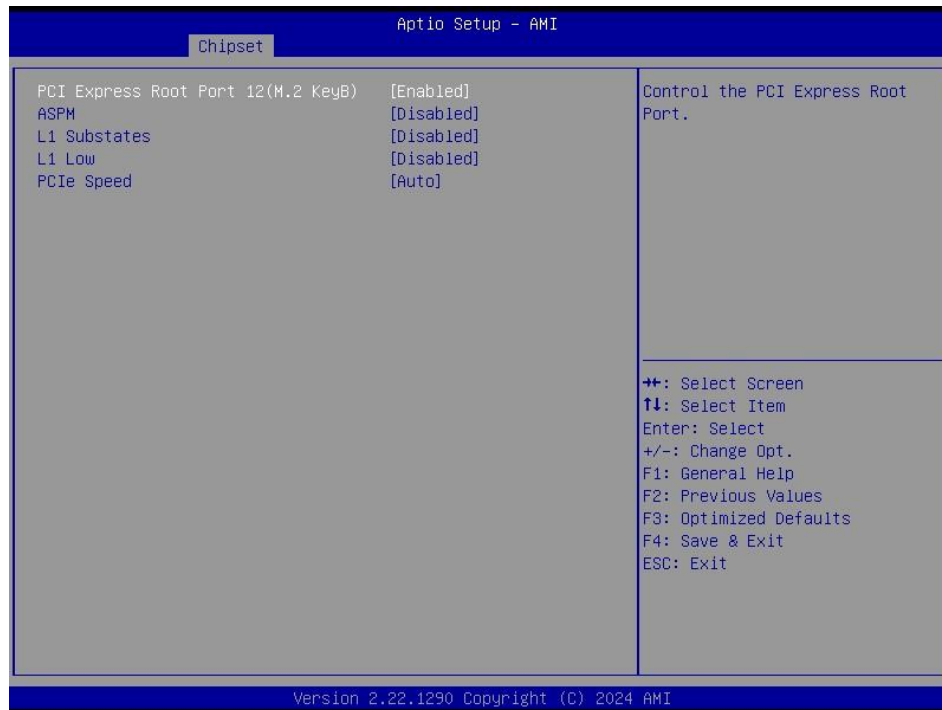 Aptio Setup - AMI
Chipset
PCI Express Root Port 12(M.2 KeyB) [Enabled]
ASPM [Disabled]
L1 Substates [Disabled]
L1 Low [Disabled]
PCIe Speed [Auto]
Control the PCI Express Root
Port.
→←: Select Screen
↑↓: Select Item
Enter: Select
+/-: Change Opt.
F1: General Help
F2: Previous Values
F3: Optimized Defaults
F4: Save & Exit
ESC: Exit
Version 2.22.1290 Copyright (C) 2024 AMI